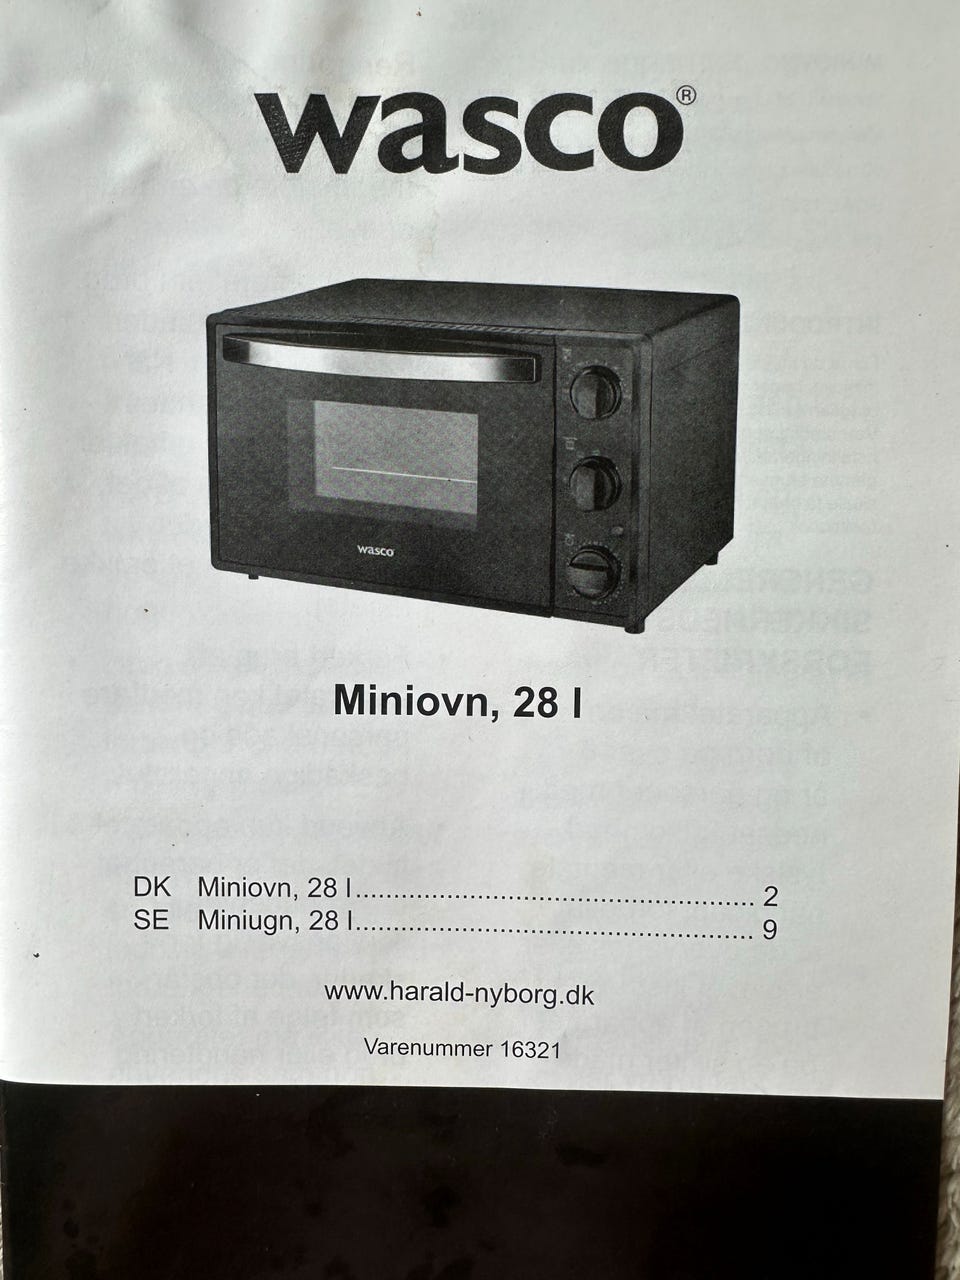 wasco®
wasco
Miniovn, 28 l
DK Miniovn, 28 l...................................................... 2
SE Miniugn, 28 l...................................................... 9
www.harald-nyborg.dk
Varenummer 16321